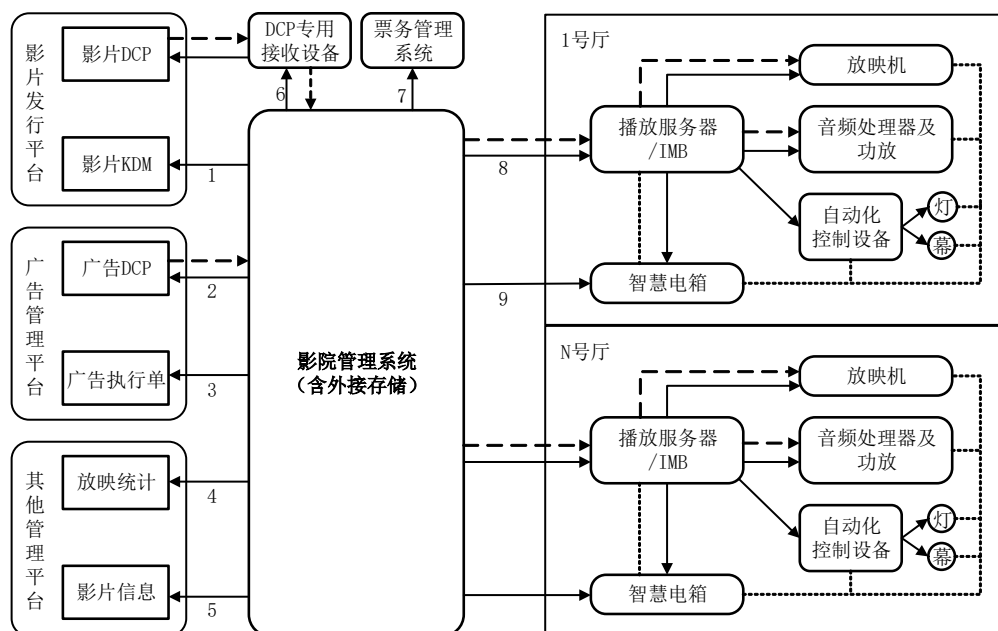 影片发行平台
影片DCP
影片KDM
DCP专用
接收设备
票务管理
系统
6
7
1
广告管理平台
广告DCP
广告执行单
2
3
其他管理平台
放映统计
影片信息
4
5
影院管理系统
（含外接存储）
8
9
1号厅
放映机
播放服务器
/IMB
音频处理器及
功放
自动化
控制设备
灯
幕
智慧电箱
N号厅
放映机
播放服务器
/IMB
音频处理器及
功放
自动化
控制设备
灯
幕
智慧电箱